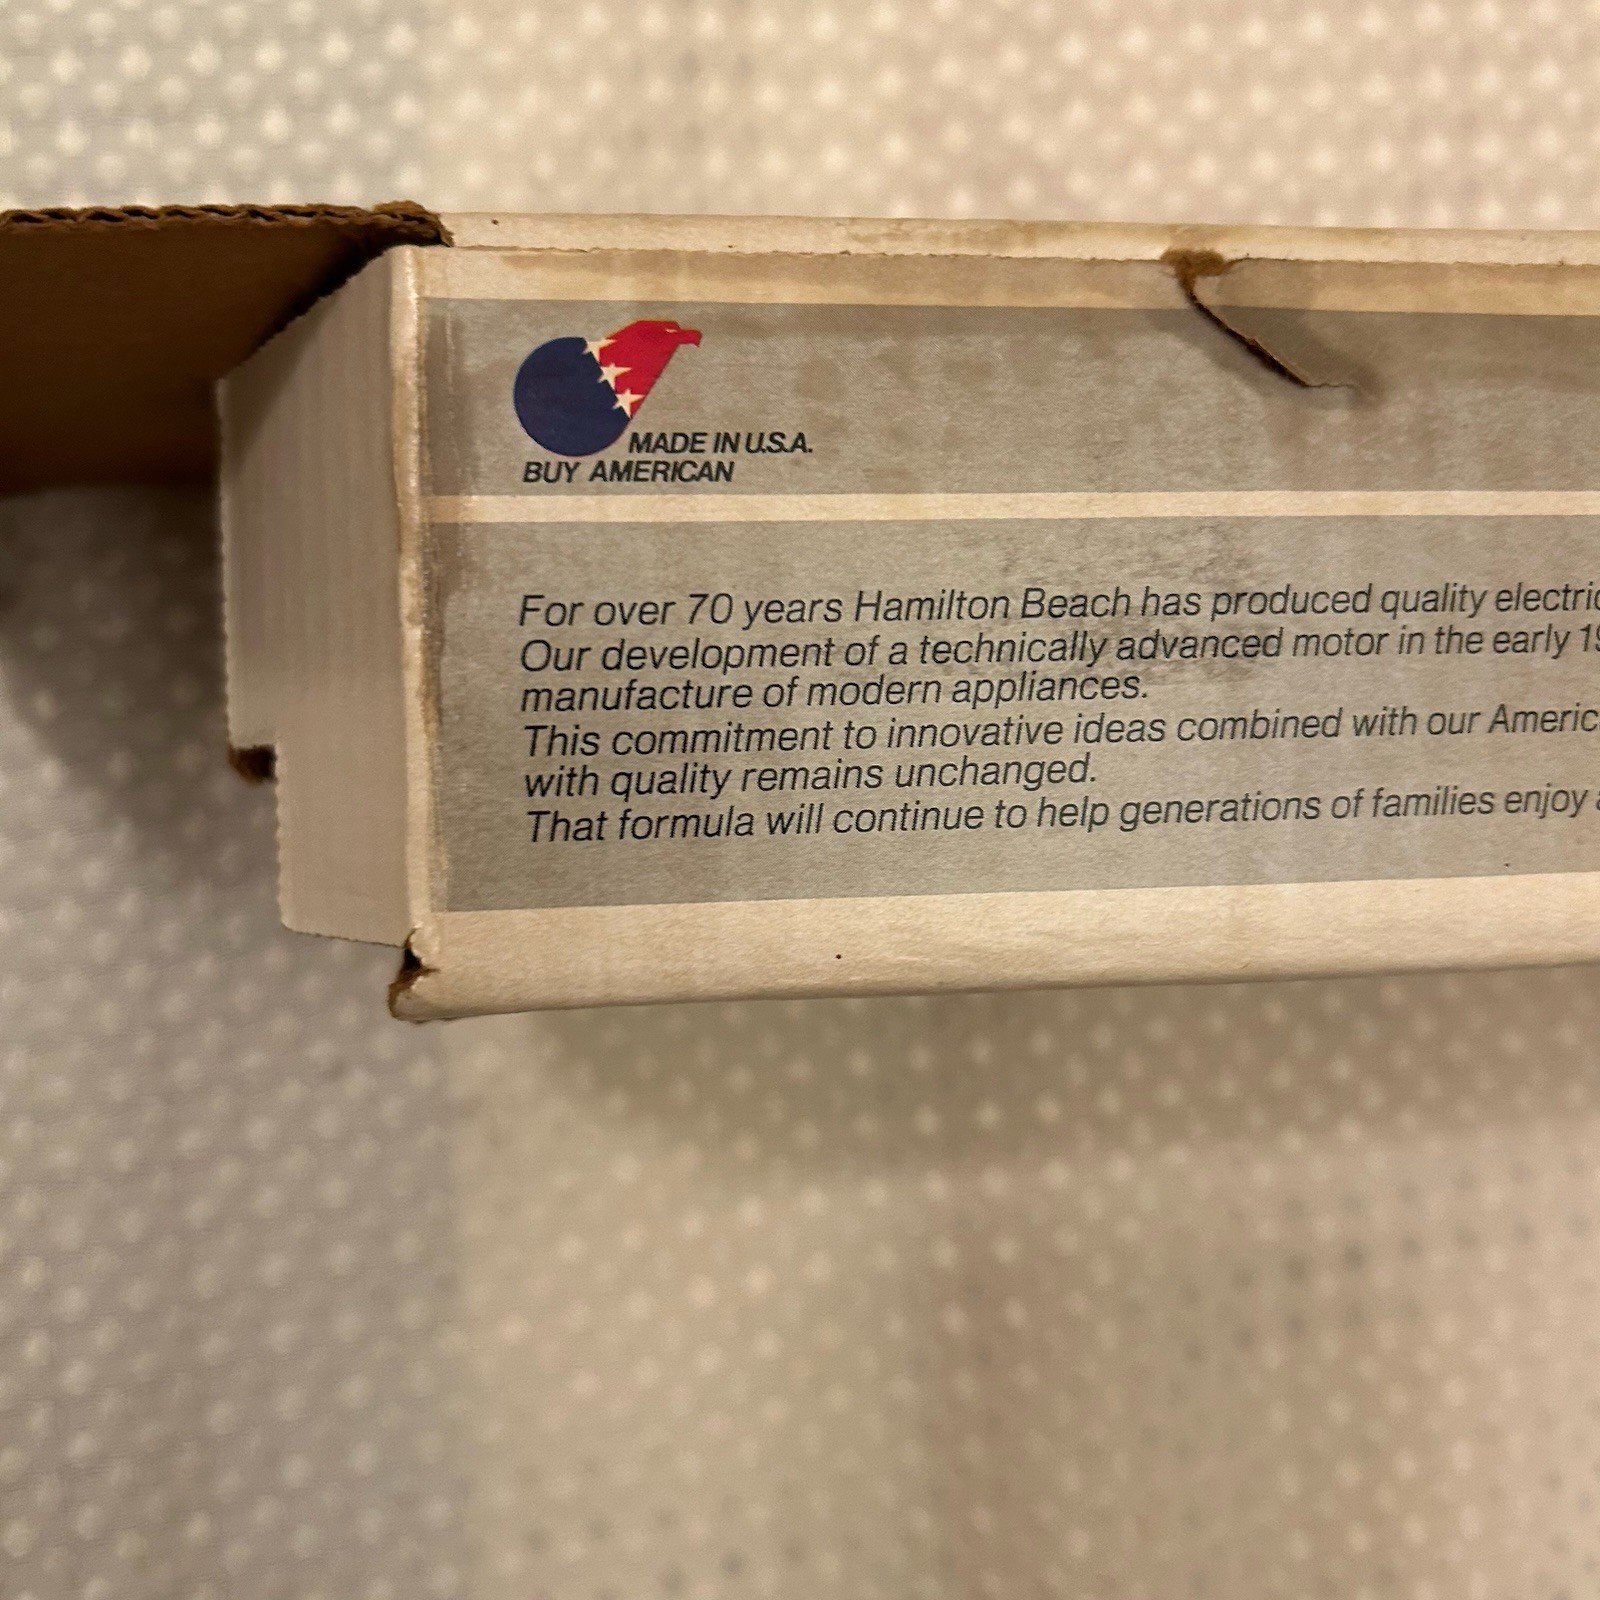 MADE IN U.S.A.
BUY AMERICAN
For over 70 years Hamilton Beach has produced quality
Our development of a technically advanced motor in the early
manufacture of modern appliances.
This commitment to innovative ideas combined with our
with quality remains unchanged.
That formula will continue to help generations of families enjoy